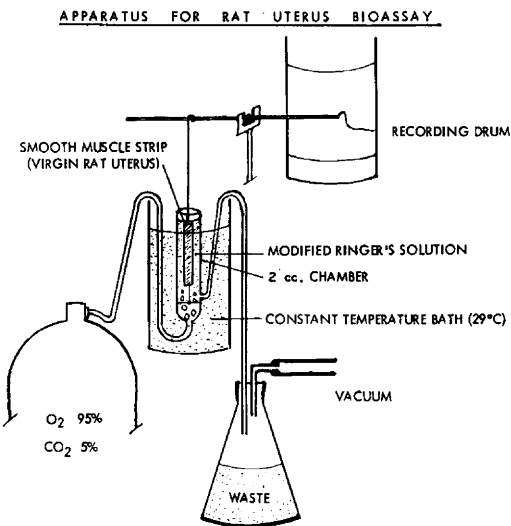 APPARATUS FOR RAT UTERUS BIOASSAY
RECORDING DRUM
SMOOTH MUSCLE STRIP
(VIRGIN RAT UTERUS)
MODIFIED RINGER'S SOLUTION
2 cc. CHAMBER
CONSTANT TEMPERATURE BATH (29°C)
VACUUM
O2 95%
CO2 5%
WASTE